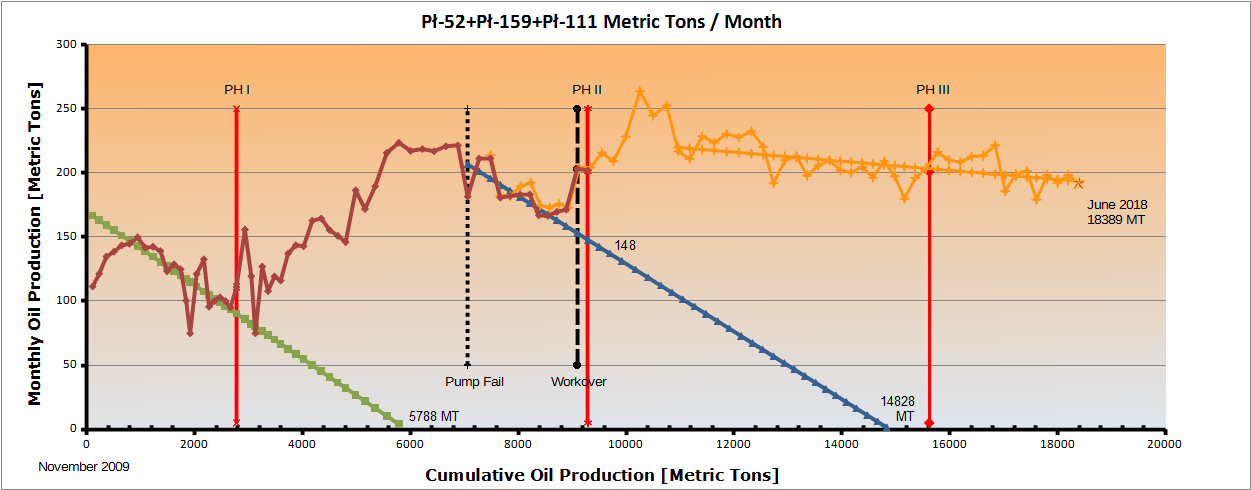 Pł-52+Pł-159+Pł-111 Metric Tons / Month
Monthly Oil Production [Metric Tons]
300
250
200
150
100
50
0
PH I
PH II
PH III
June 2018
18389 MT
148
Pump Fail
Workover
5788 MT
14828
MT
0
2000
4000
6000
8000
10000
12000
14000
16000
18000
20000
November 2009
Cumulative Oil Production [Metric Tons]